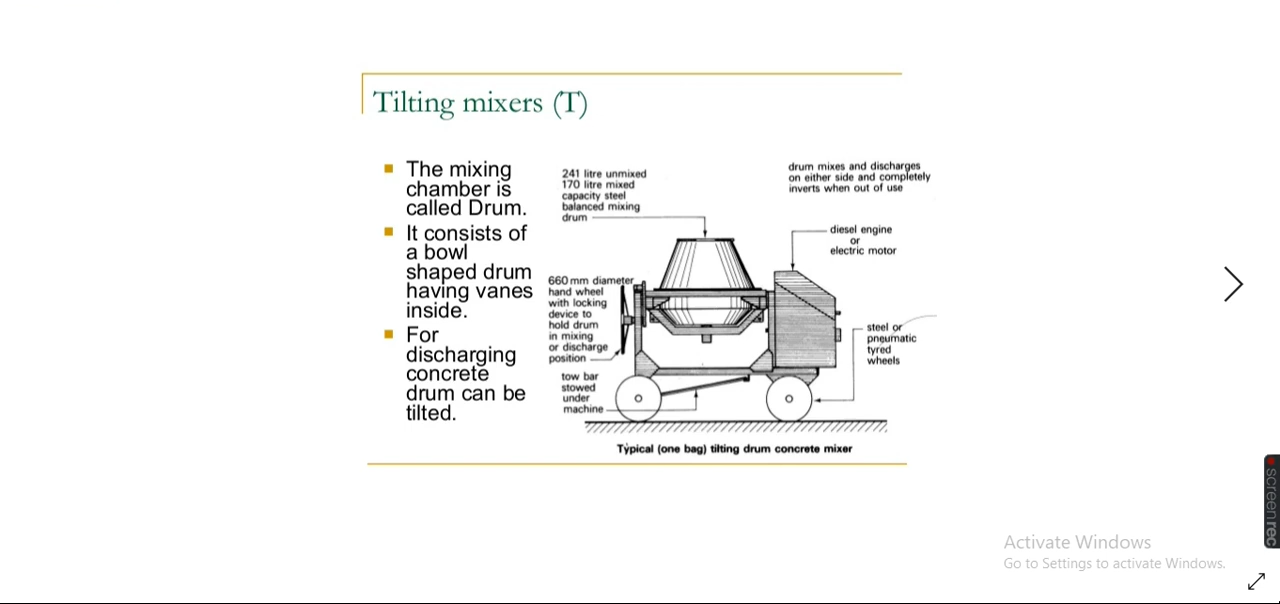 Tilting mixers (T)
The mixing
chamber is
called Drum.
It consists of
a bowl
shaped drum
having vanes
inside.
For
discharging
concrete
drum can be
tilted.
241 litre unmixed
170 litre mixed
capacity steel
balanced mixing
drum
drum mixes and discharges
on either side and completely
inverts when out of use
diesel engine
or
electric motor
660 mm diameter
hand wheel
with locking
device to
hold drum
in mixing
or discharge
position
steel or
pneumatic
tyred
wheels
tow bar
stowed
under
machine
Typical (one bag) tilting drum concrete mixer
Activate Windows
Go to Settings to activate Windows.
screenrec